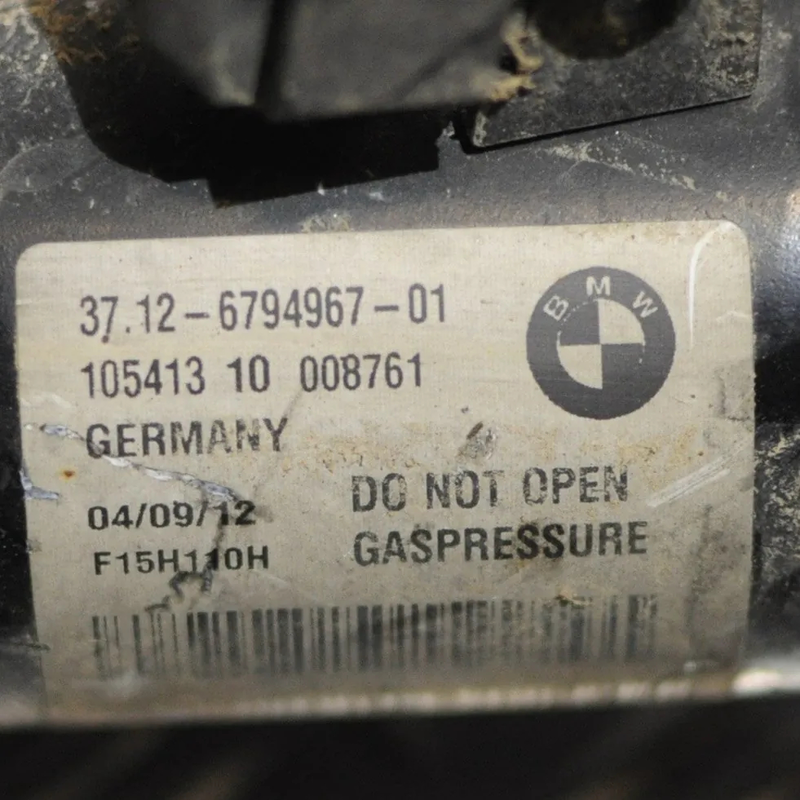 37.12-6794967-01
105413 10 008761
BMW
GERMANY
DO NOT OPEN
04/09/12
GASPRESSURE
F15H110H